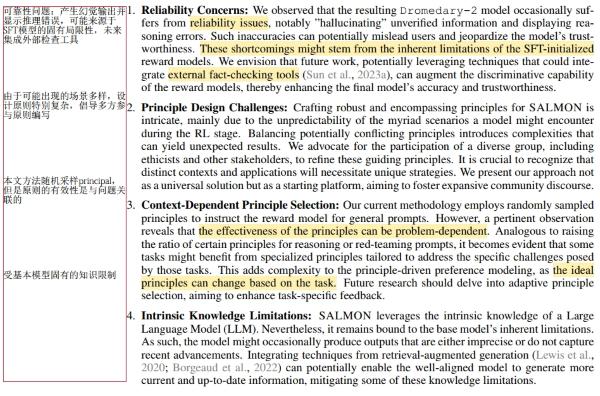 可靠性问题：产生幻觉输出并
显示推理错误，可能来源于
SFT模型的固有局限性，未来
集成外部检查工具
由于可能出现的场景多样，设
计原则特别复杂，倡导多方参
与原则编写
本文方法随机采样principal，
但是原则的有效性是与问题关
联的
受基本模型固有的知识限制
1. Reliability Concerns: We observed that the resulting Dromedary-2 model occasionally suf-
fers from reliability issues, notably "hallucinating" unverified information and displaying rea-
soning errors. Such inaccuracies can potentially mislead users and jeopardize the model's trust-
worthiness. These shortcomings might stem from the inherent limitations of the SFT-initialized
reward models. We envision that future work, potentially leveraging techniques that could inte-
grate external fact-checking tools (Sun et al., 2023a), can augment the discriminative capability
of the reward models, thereby enhancing the final model's accuracy and trustworthiness.
2. Principle Design Challenges: Crafting robust and encompassing principles for SALMON is
intricate, mainly due to the unpredictability of the myriad scenarios a model might encounter
during the RL stage. Balancing potentially conflicting principles introduces complexities that
can yield unexpected results. We advocate for the participation of a diverse group, including
ethicists and other stakeholders, to refine these guiding principles. It is crucial to recognize that
distinct contexts and applications will necessitate unique strategies. We present our approach not
as a universal solution but as a starting platform, aiming to foster expansive community discourse.
3. Context-Dependent Principle Selection: Our current methodology employs randomly sampled
principles to instruct the reward model for general prompts. However, a pertinent observation
reveals that the effectiveness of the principles can be problem-dependent. Analogous to raising
the ratio of certain principles for reasoning or red-teaming prompts, it becomes evident that some
tasks might benefit from specialized principles tailored to address the specific challenges posed
by those tasks. This adds complexity to the principle-driven preference modeling, as the ideal
principles can change based on the task. Future research should delve into adaptive principle
selection, aiming to enhance task-specific feedback.
4. Intrinsic Knowledge Limitations: SALMON leverages the intrinsic knowledge of a Large
Language Model (LLM). Nevertheless, it remains bound to the base model's inherent limitations.
As such, the model might occasionally produce outputs that are either imprecise or do not capture
recent advancements. Integrating techniques from retrieval-augmented generation (Lewis et al.,
2020; Borgeaud et al., 2022) can potentially enable the well-aligned model to generate more
current and up-to-date information, mitigating some of these knowledge limitations.